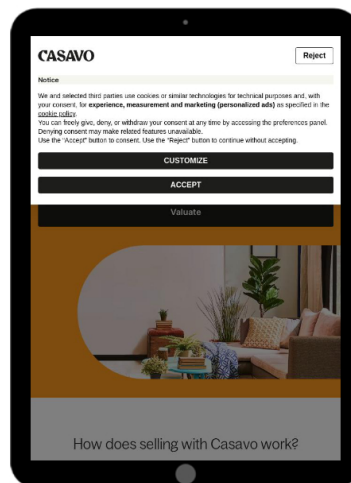 CASAVO
Reject
Notice
We and selected third parties use cookies or similar technologies for technical purposes and, with
your consent, for experience, measurement and marketing (personalized ads) as specified in the
cookie policy.
You can freely give, deny, or withdraw your consent at any time by accessing the preferences panel.
Denying consent may make related features unavailable.
Use the "Accept" button to consent. Use the "Reject" button to continue without accepting.
CUSTOMIZE
ACCEPT
Valuate
How does selling with Casavo work?